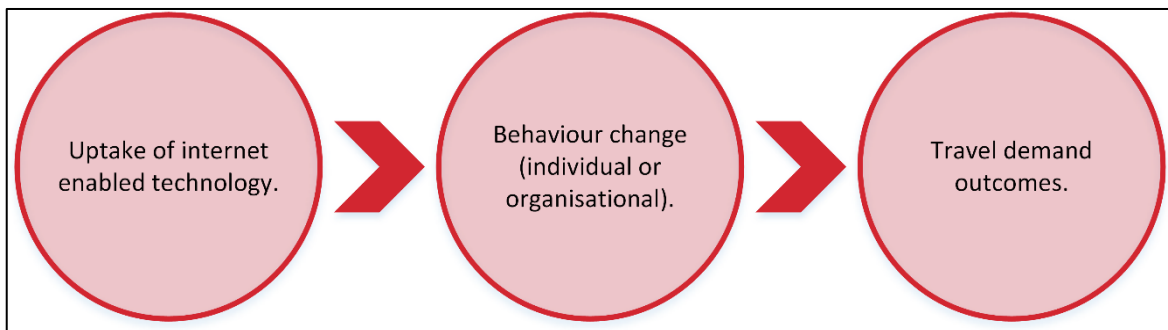 Uptake of internet
enabled technology.
Behaviour change
(individual or
organisational).
Travel demand
outcomes.